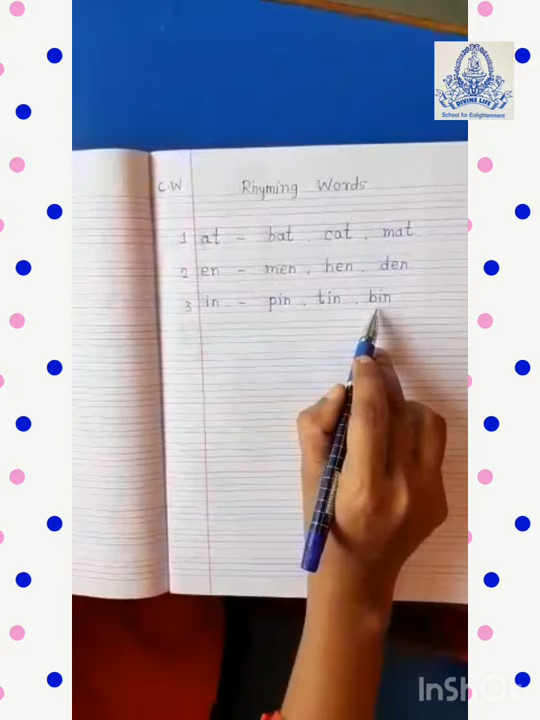 DIVINE LIFE
School for Enlightenment
C.W Rhyming Words
1 at - bat, cat, mat
2 en - men, hen, den
3 in - pin, tin, bin
InShOt